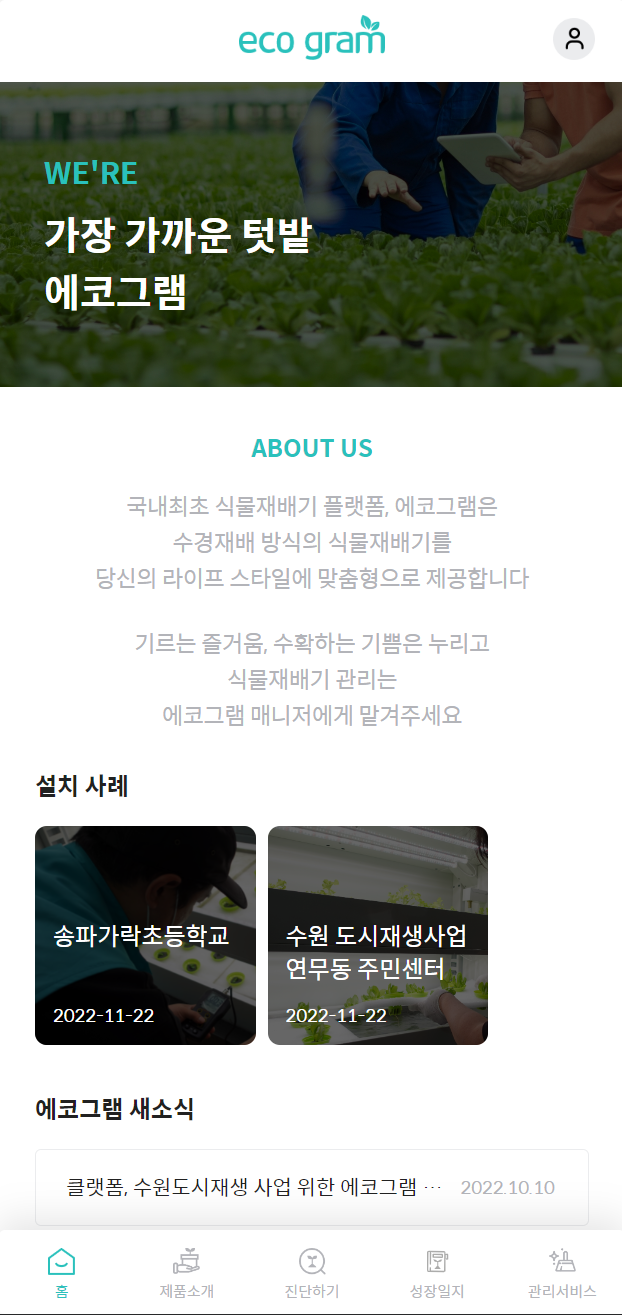 eco gram
WE'RE
가장 가까운 텃밭
에코그램
ABOUT US
국내최초 식물재배기 플랫폼, 에코그램은
수경재배 방식의 식물재배기를
당신의 라이프 스타일에 맞춤형으로 제공합니다
기르는 즐거움, 수확하는 기쁨은 누리고
식물재배기 관리는
에코그램 매니저에게 맡겨주세요
설치 사례
송파가락초등학교
2022-11-22
수원 도시재생사업
연무동 주민센터
2022-11-22
에코그램 새소식
클랫폼, 수원도시재생 사업 위한 에코그램 ⋯ 2022.10.10
홈 제품소개 진단하기 성장일지 관리서비스